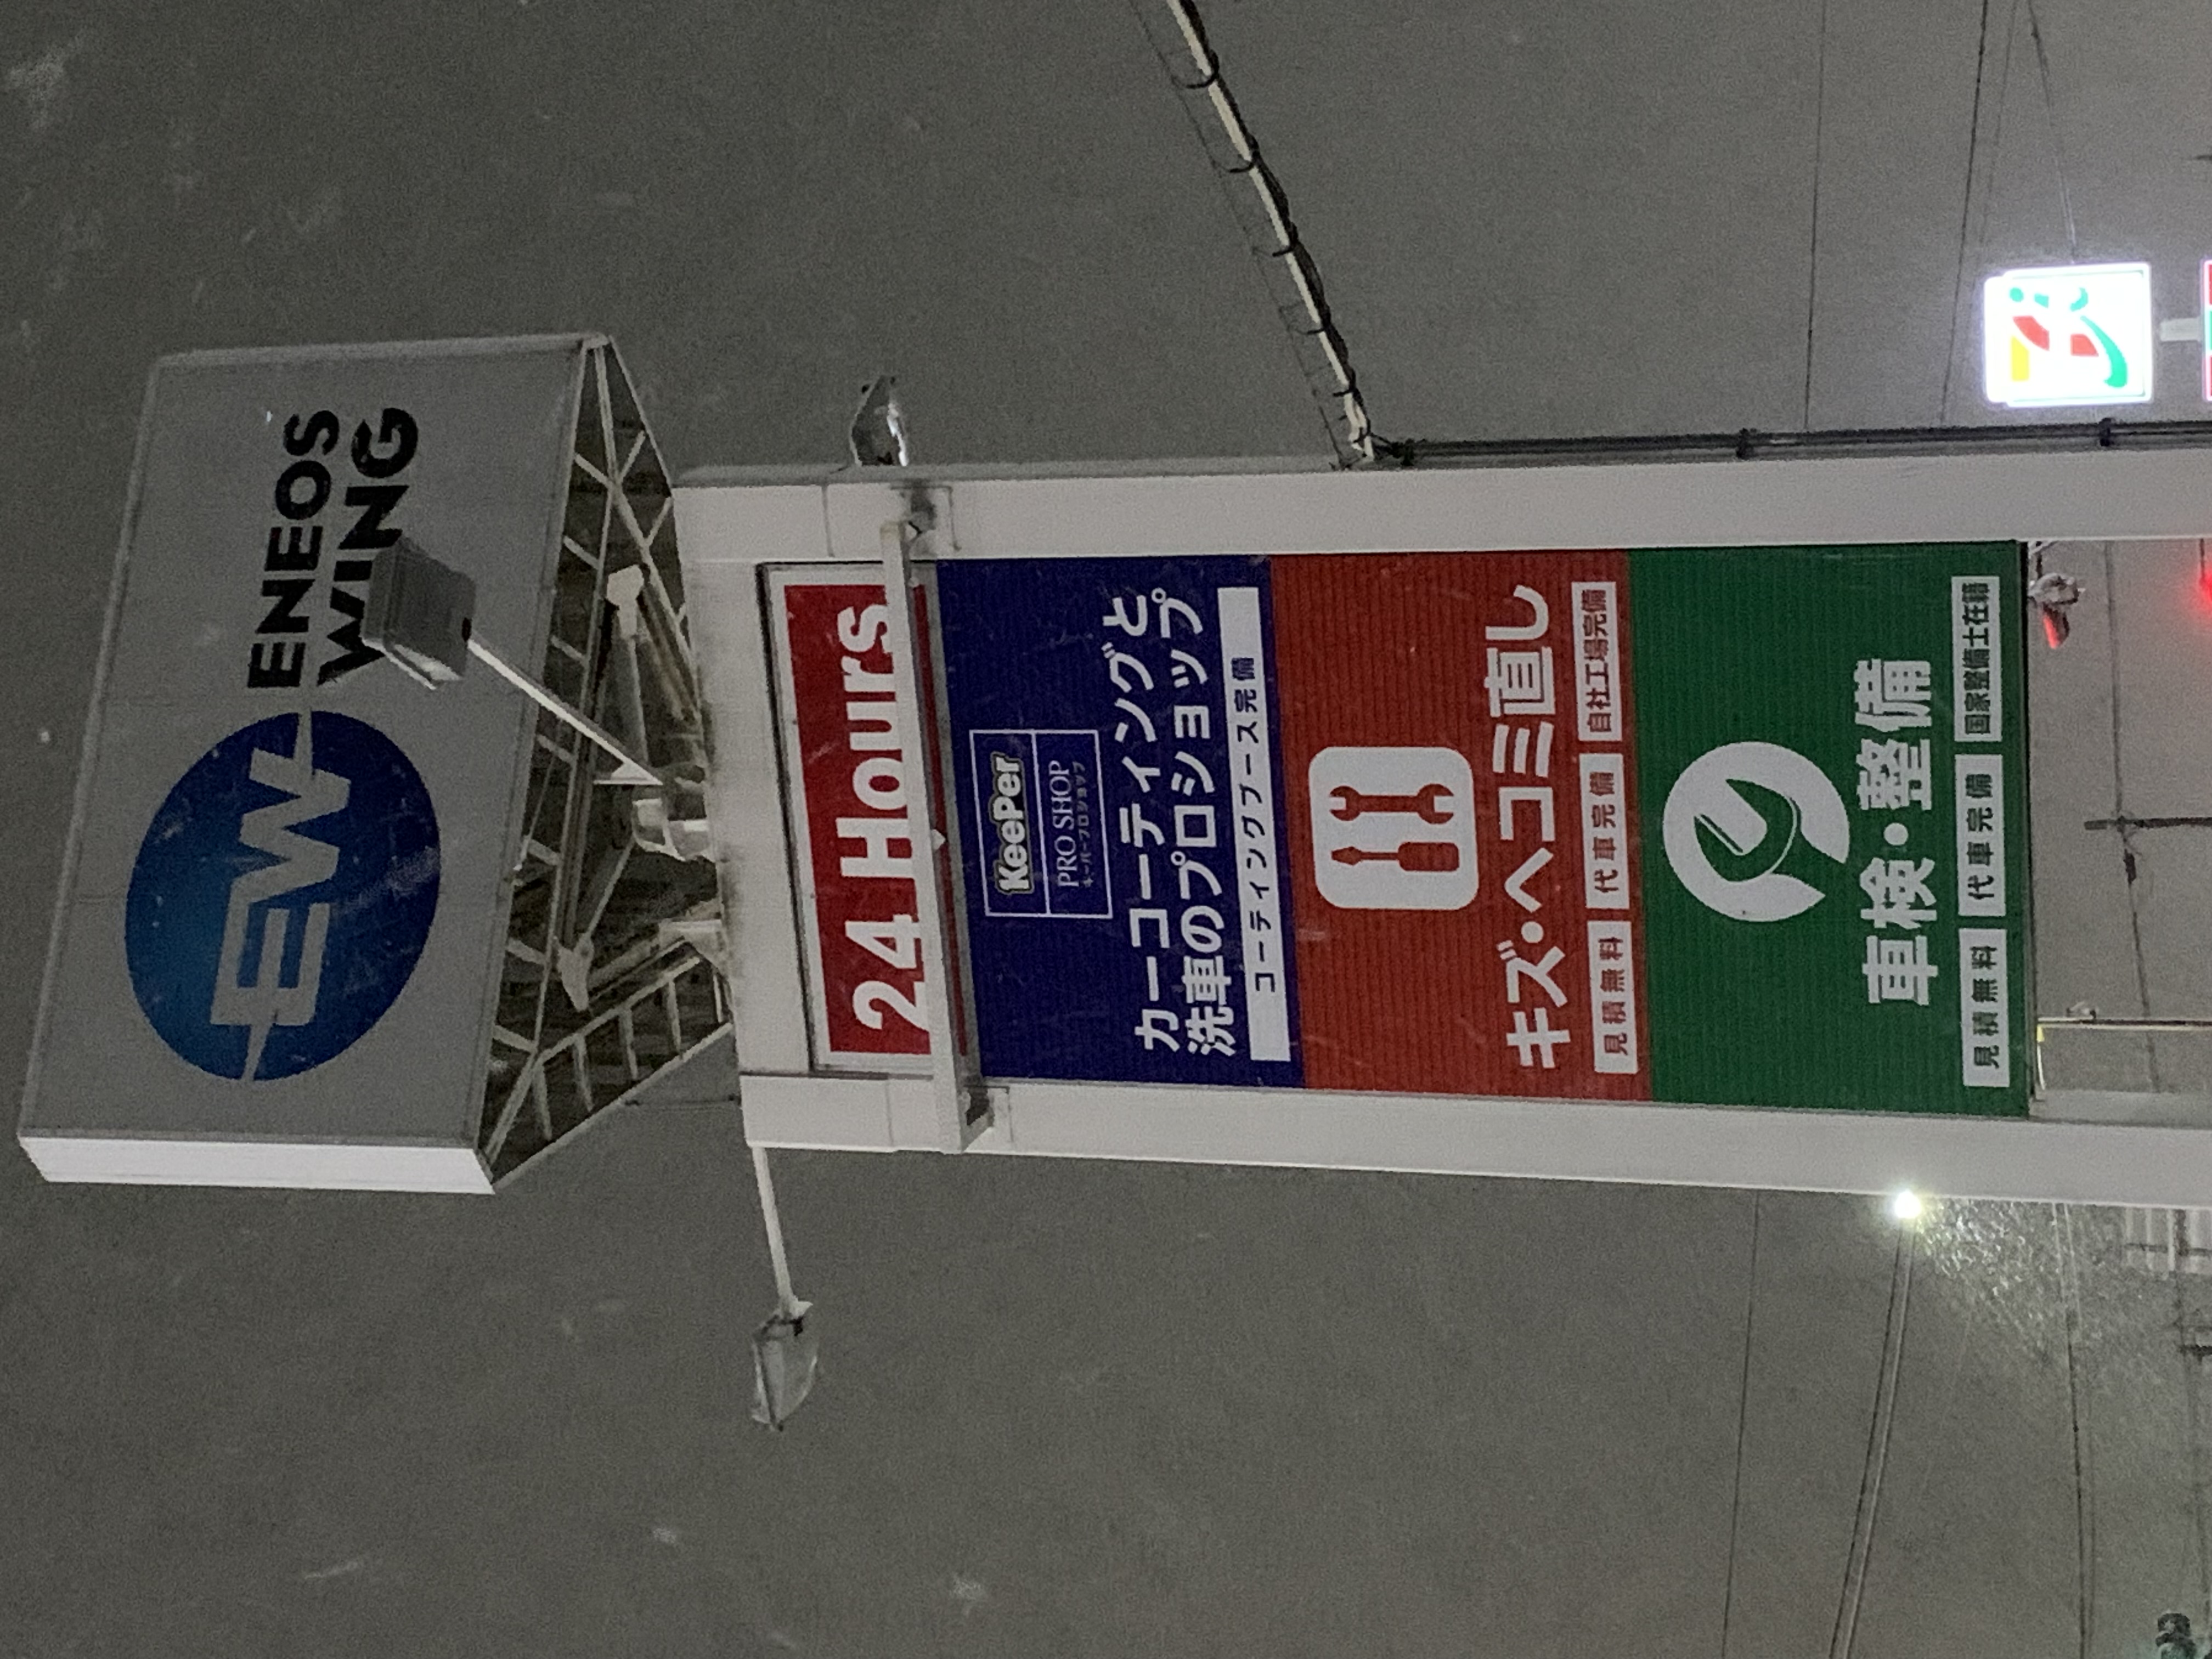 EW
ENEOS
WING
24 Hours
KeePer
PRO SHOP
キーパープロショップ
カーコーティングと
洗車のプロショップ
コーティングブース完備
キズ・ヘコミ直し
見積無料 代車完備 自社工場完備
車検・整備
見積無料 代車完備 国家整備士在籍